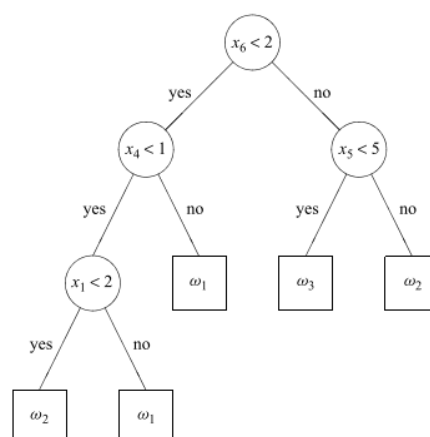 x₆ < 2
yes
no
x₄ < 1
x₅ < 5
yes
no
yes
no
x₁ < 2
ω₁
ω₃
ω₂
yes
no
ω₂
ω₁